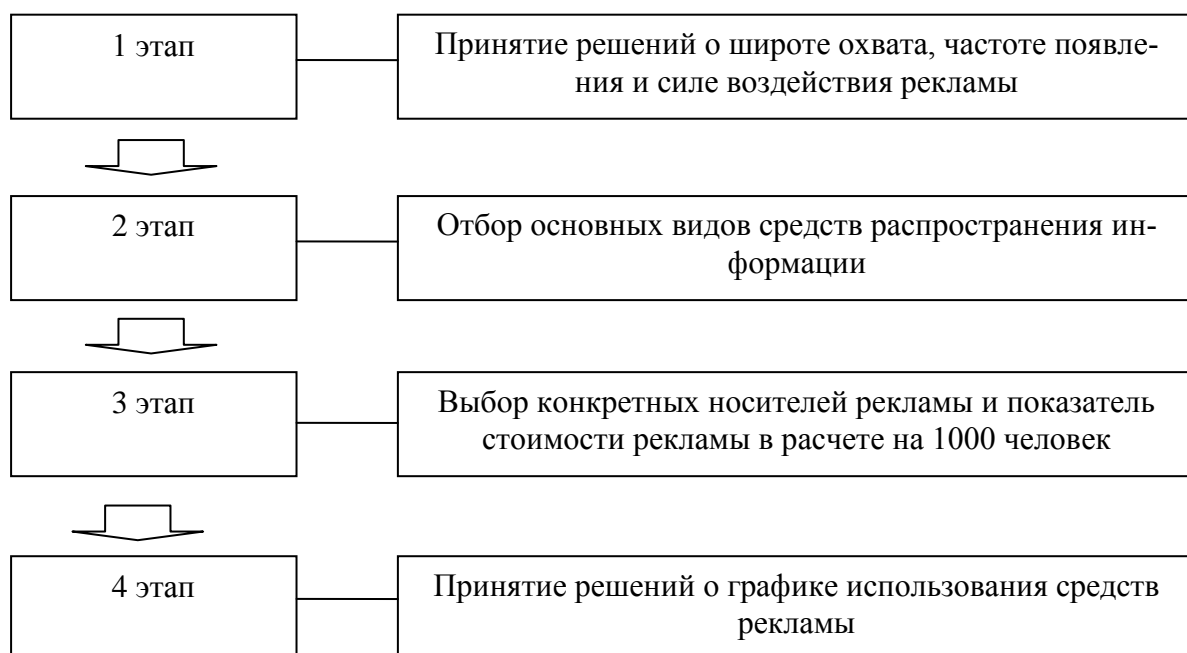 1 этап
Принятие решений о широте охвата, частоте появле-
ния и силе воздействия рекламы
2 этап
Отбор основных видов средств распространения ин-
формации
3 этап
Выбор конкретных носителей рекламы и показатель
стоимости рекламы в расчете на 1000 человек
4 этап
Принятие решений о графике использования средств
рекламы